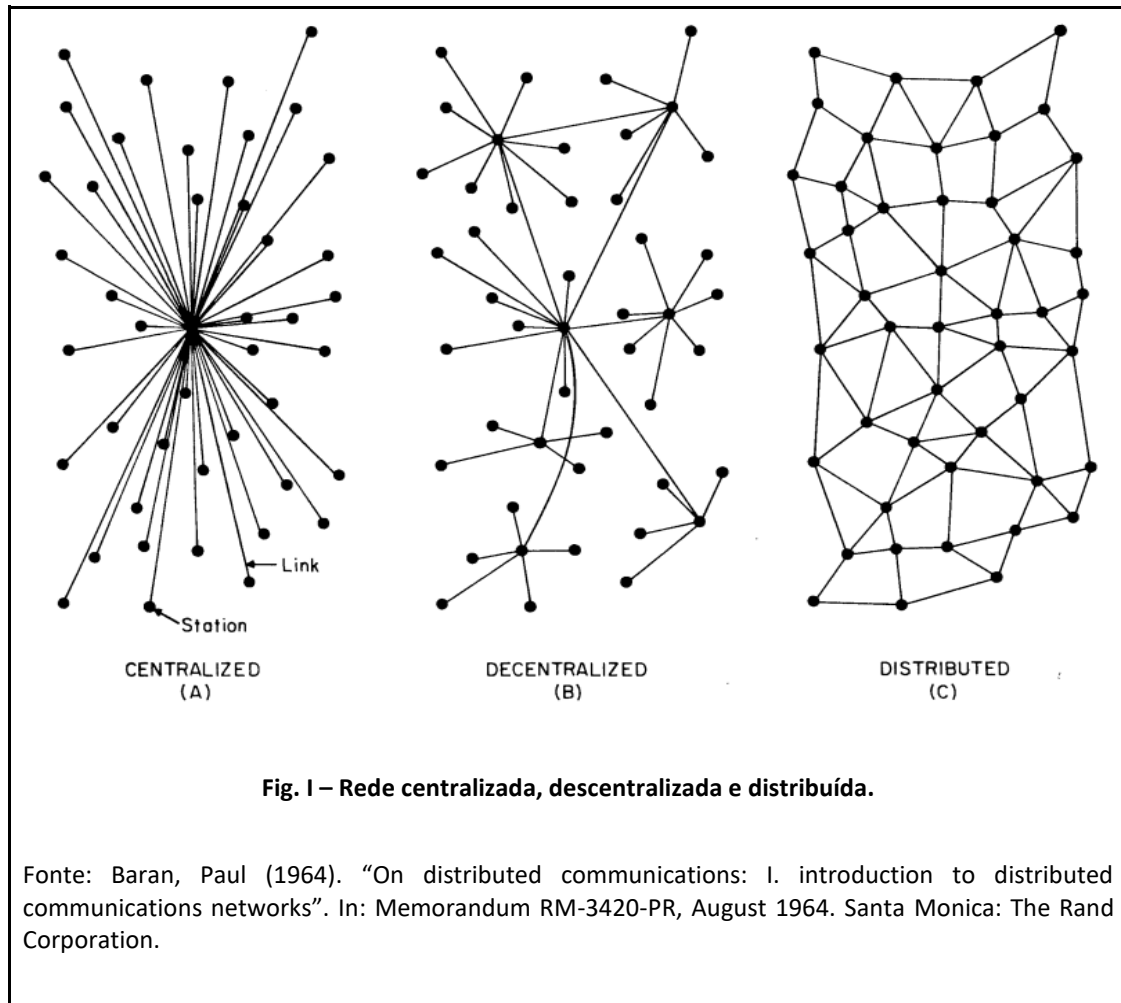 Link
Station
CENTRALIZED
(A)
DECENTRALIZED
(B)
DISTRIBUTED
(C)
Fig. I – Rede centralizada, descentralizada e distribuída.
Fonte: Baran, Paul (1964). “On distributed communications: I. introduction to distributed
communications networks”. In: Memorandum RM-3420-PR, August 1964. Santa Monica: The Rand
Corporation.